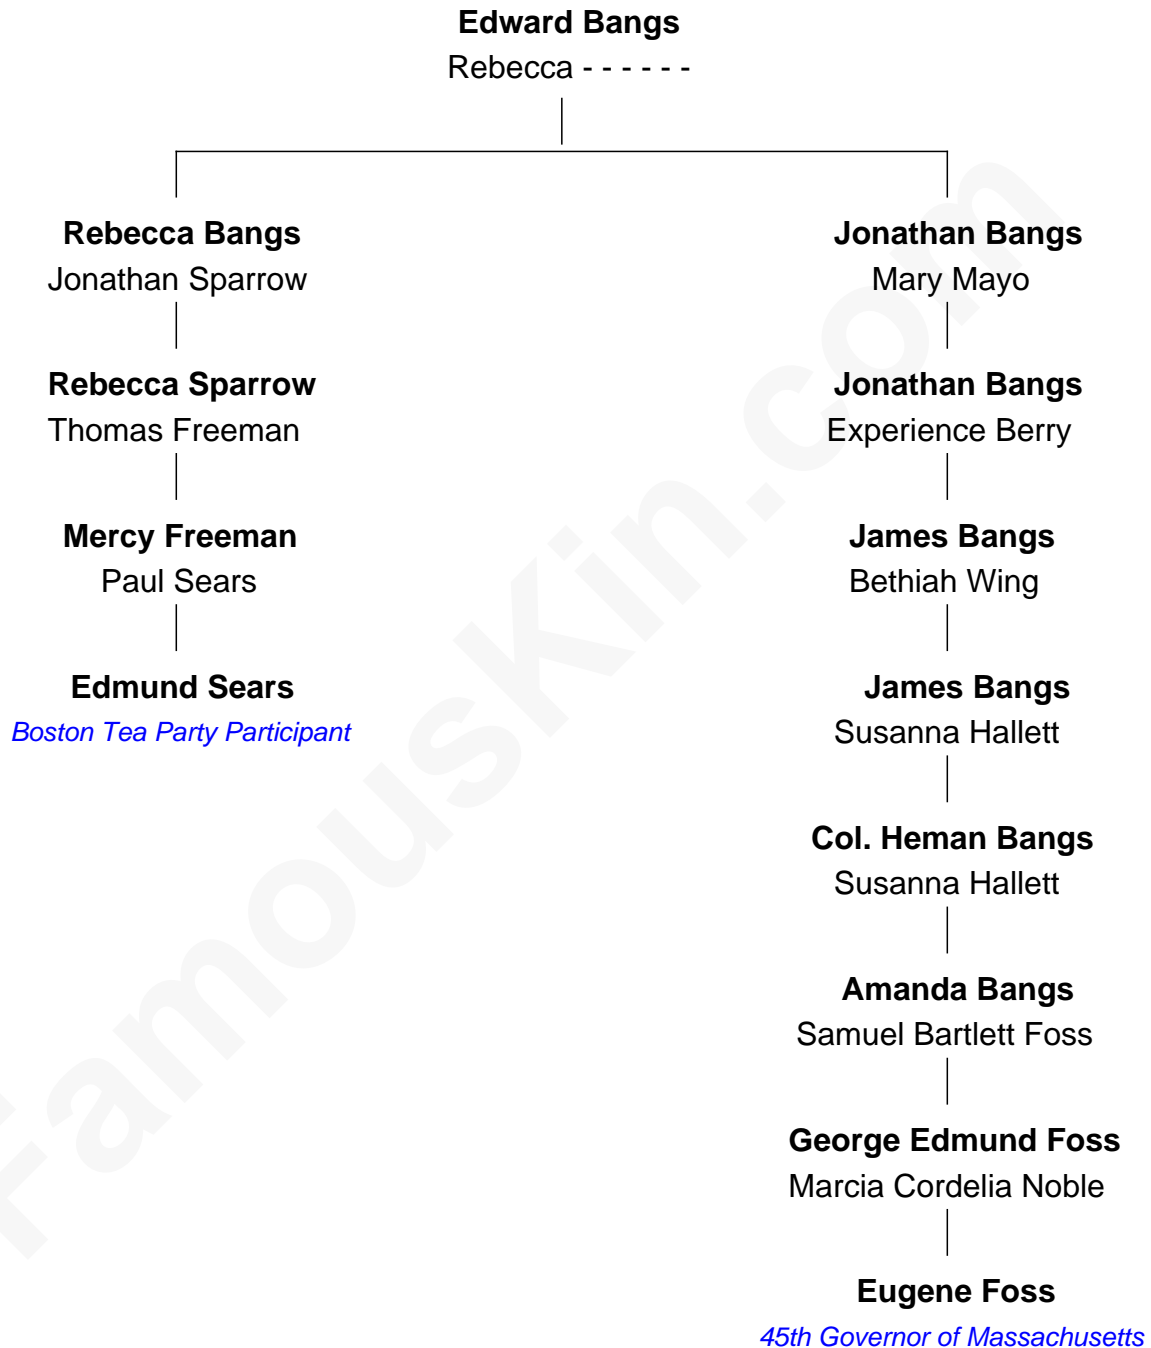 Edward Bangs
Rebecca - - - - - -
Rebecca Bangs
Jonathan Sparrow
Rebecca Sparrow
Thomas Freeman
Mercy Freeman
Paul Sears
Edmund Sears
Boston Tea Party Participant
Jonathan Bangs
Mary Mayo
Jonathan Bangs
Experience Berry
James Bangs
Bethiah Wing
James Bangs
Susanna Hallett
Col. Heman Bangs
Susanna Hallett
Amanda Bangs
Samuel Bartlett Foss
George Edmund Foss
Marcia Cordelia Noble
Eugene Foss
45th Governor of Massachusetts
FamousKin.com